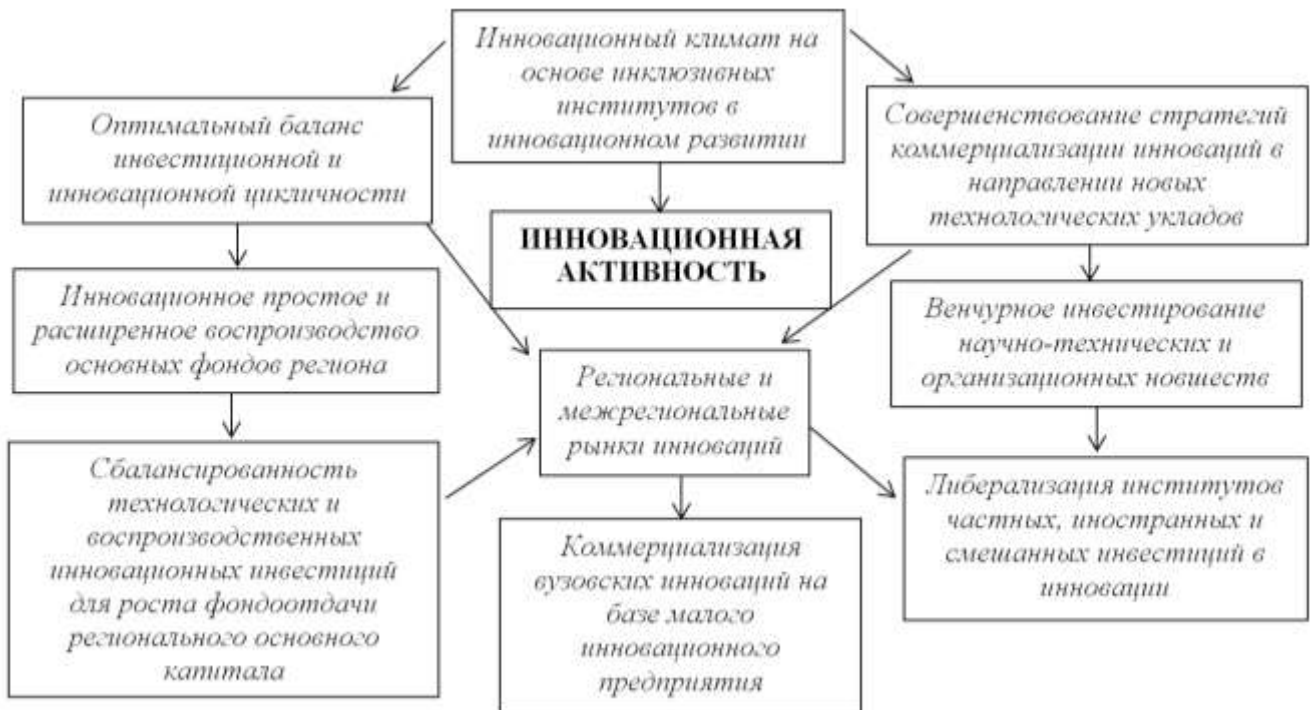 Инновационный климат на
основе инклюзивных
институтов в
инновационном развитии
Оптимальный баланс
инвестиционной и
инновационной цикличности
Совершенствование стратегий
коммерциализации инноваций в
направлении новых
технологических укладов
ИННОВАЦИОННАЯ
АКТИВНОСТЬ
Инновационное простое и
расширенное воспроизводство
основных фондов региона
Венчурное инвестирование
научно-технических и
организационных новшеств
Региональные и
межрегиональные
рынки инноваций
Сбалансированность
технологических и
воспроизводственных
инновационных инвестиций
для роста фондоотдачи
регионального основного
капитала
Либерализация институтов
частных, иностранных и
смешанных инвестиций в
инновации
Коммерциализация
вузовских инноваций на
базе малого
инновационного
предприятия